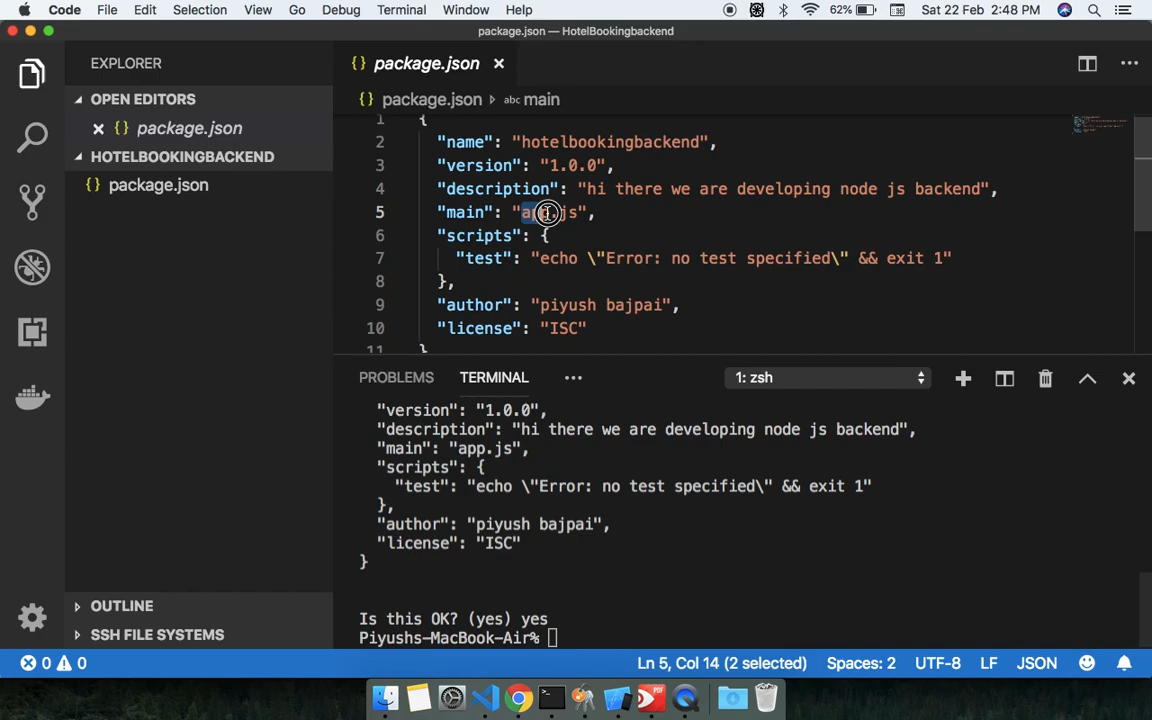 Code File Edit Selection View Go Debug Terminal Window Help 62% Sat 22 Feb 2:48 PM
package.json — HotelBookingbackend
EXPLORER
OPEN EDITORS
{} package.json
HOTELBOOKINGBACKEND
{} package.json
OUTLINE
SSH FILE SYSTEMS
{} package.json
{} package.json abc main
1 {
2 "name": "hotelbookingbackend",
3 "version": "1.0.0",
4 "description": "hi there we are developing node js backend",
5 "main": "app.js",
6 "scripts": {
7 "test": "echo \"Error: no test specified\" && exit 1"
8 },
9 "author": "piyush bajpai",
10 "license": "ISC"
11 }
PROBLEMS TERMINAL ••• 1: zsh
"version": "1.0.0",
"description": "hi there we are developing node js backend",
"main": "app.js",
"scripts": {
"test": "echo \"Error: no test specified\" && exit 1"
},
"author": "piyush bajpai",
"license": "ISC"
}
Is this OK? (yes) yes
Piyushs-MacBook-Air%
0 0 Ln 5, Col 14 (2 selected) Spaces: 2 UTF-8 LF JSON
PDF